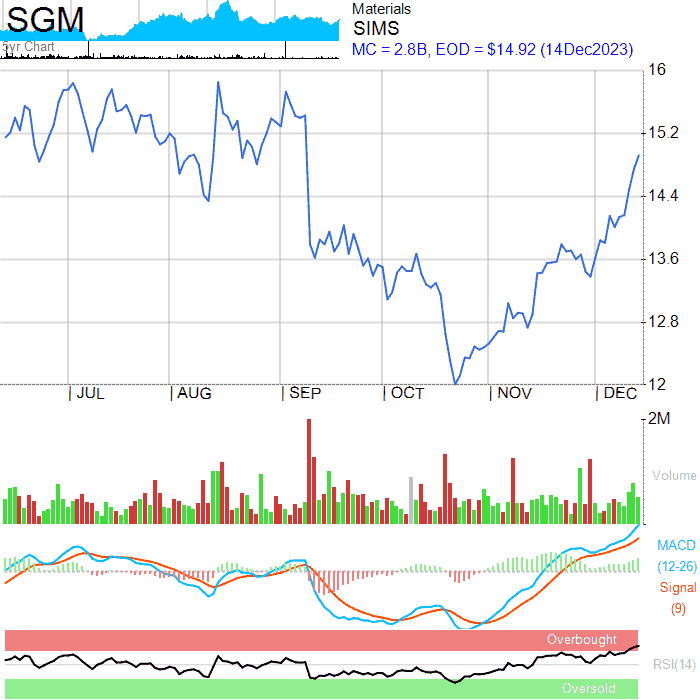 SGM
5yr Chart
Materials
SIMS
MC = 2.8B, EOD = $14.92 (14Dec2023)
16
15.2
14.4
13.6
12.8
12
JUL AUG SEP OCT NOV DEC
2M
Volume
MACD
(12-26)
Signal
(9)
Overbought
RSI(14)
Oversold